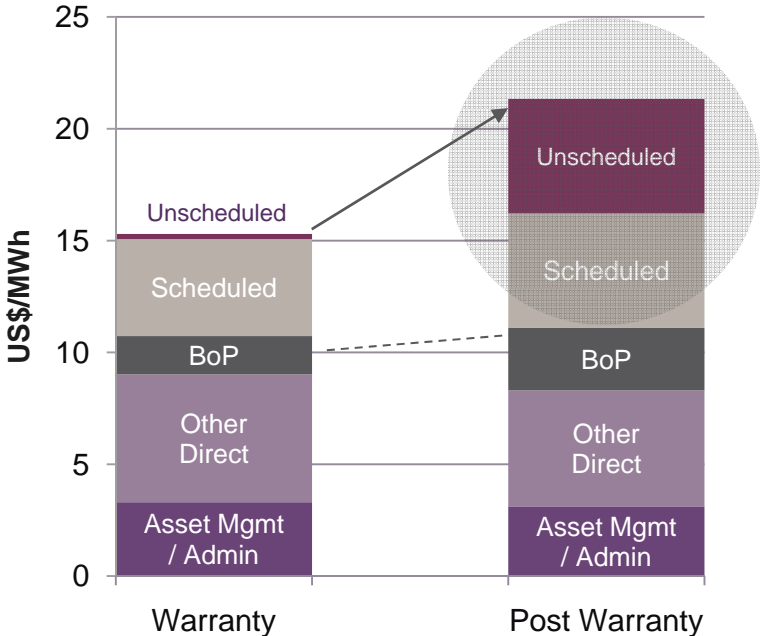 25
20
15
10
5
0
US$/MWh
Unscheduled
Scheduled
BoP
Other
Direct
Asset Mgmt
/ Admin
Warranty
Unscheduled
Scheduled
BoP
Other
Direct
Asset Mgmt
/ Admin
Post Warranty